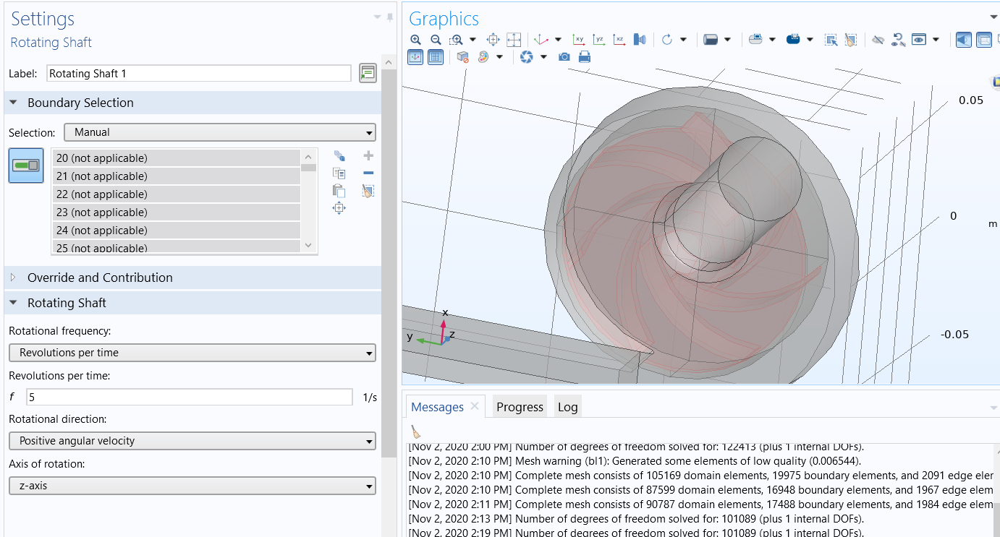 Settings
Rotating Shaft
Label: Rotating Shaft 1
Boundary Selection
Selection: Manual
20 (not applicable)
21 (not applicable)
22 (not applicable)
23 (not applicable)
24 (not applicable)
25 (not applicable)
Override and Contribution
Rotating Shaft
Rotational frequency:
Revolutions per time
Revolutions per time:
f 5 1/s
Rotational direction:
Positive angular velocity
Axis of rotation:
z-axis
Graphics
xy yz xz
0.05
0
m
-0.05
x
y z
Messages Progress Log
[Nov 2, 2020 2:00 PM] Number of degrees of freedom solved for: 122413 (plus 1 internal DOFs).
[Nov 2, 2020 2:10 PM] Mesh warning (bl1): Generated some elements of low quality (0.006544).
[Nov 2, 2020 2:10 PM] Complete mesh consists of 105169 domain elements, 19975 boundary elements, and 2091 edge eler
[Nov 2, 2020 2:10 PM] Complete mesh consists of 87599 domain elements, 16948 boundary elements, and 1967 edge elem
[Nov 2, 2020 2:11 PM] Complete mesh consists of 90787 domain elements, 17488 boundary elements, and 1984 edge elem
[Nov 2, 2020 2:13 PM] Number of degrees of freedom solved for: 101089 (plus 1 internal DOFs).
[Nov 2, 2020 2:19 PM] Number of degrees of freedom solved for: 101089 (plus 1 internal DOFs).